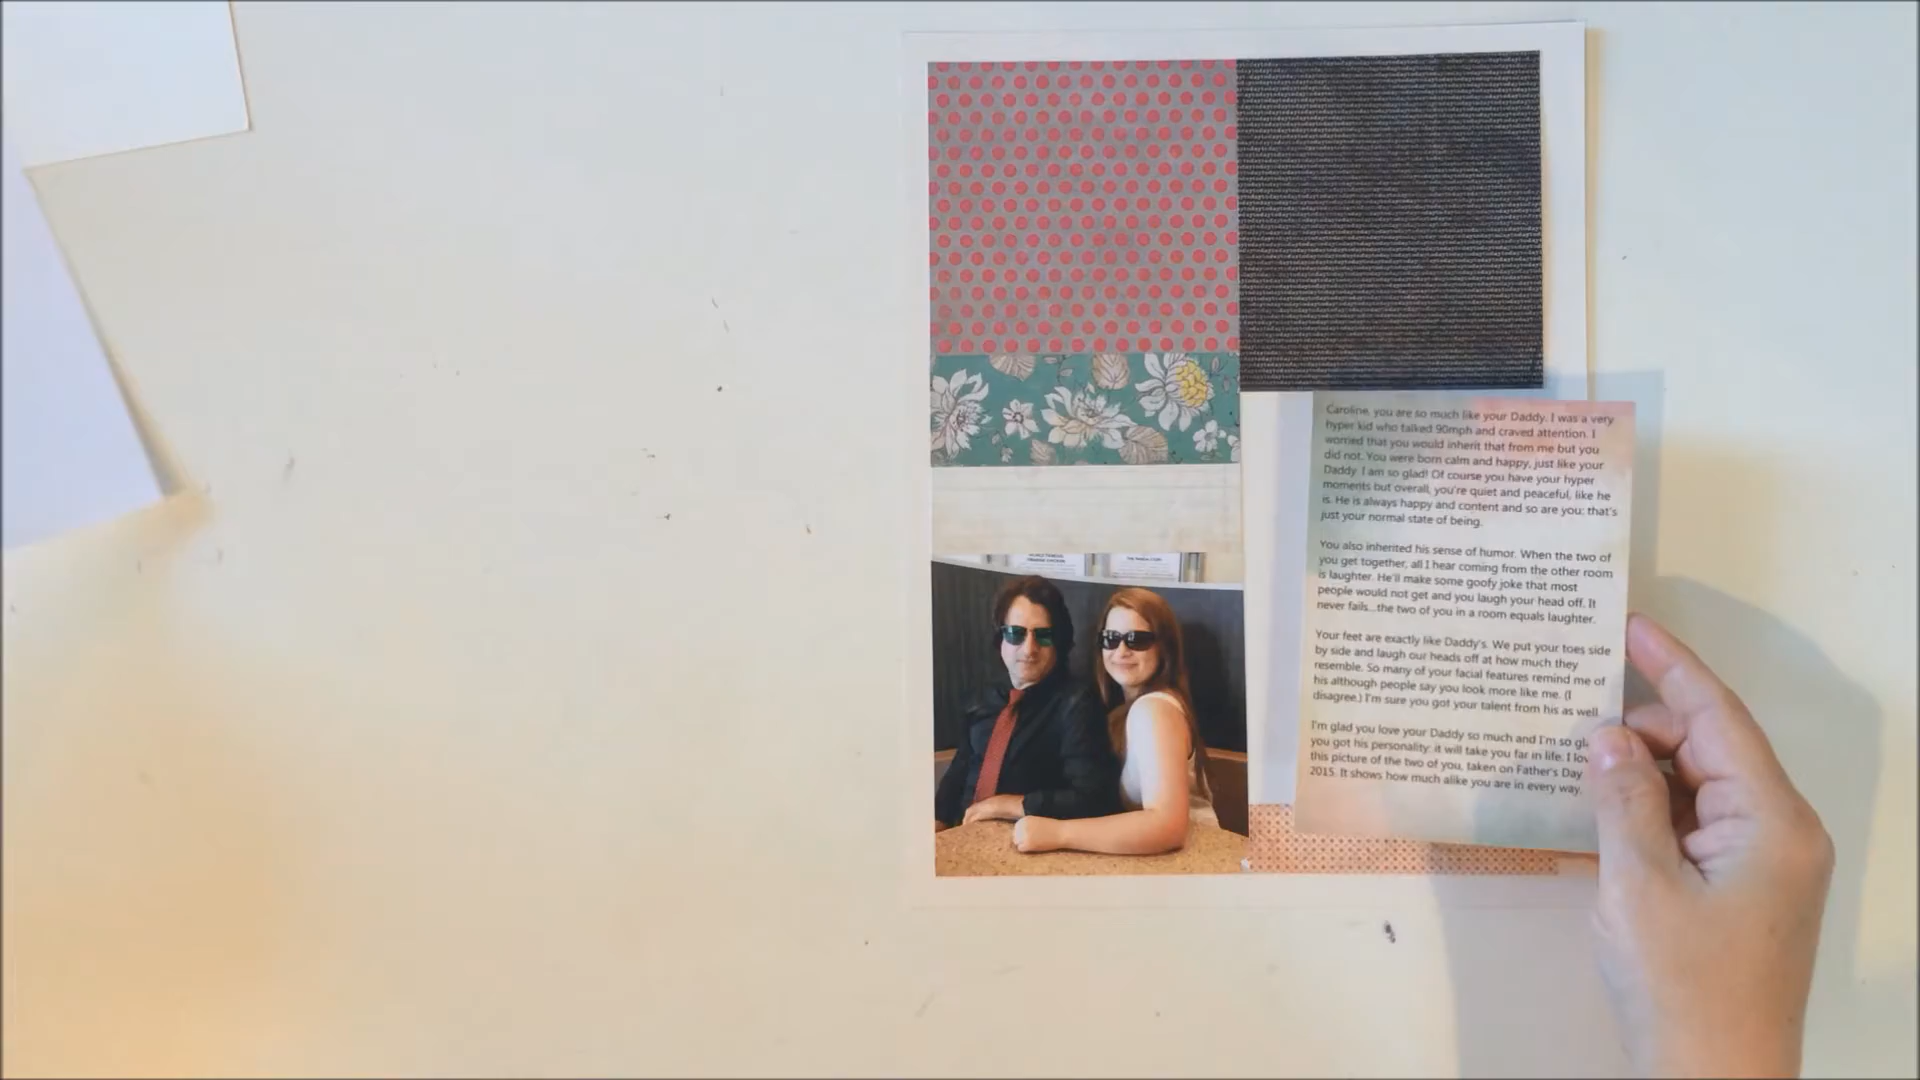 Caroline, you are so much like your Daddy. I was a very
hyper kid who talked 90mph and craved attention. I
worried that you would inherit that from me but you
did not. You were born calm and happy, just like your
Daddy. I am so glad! Of course you have your hyper
moments but overall, you're quiet and peaceful, like he
is. He is always happy and content and so are you; that's
just your normal state of being.
You also inherited his sense of humor. When the two of
you get together, all I hear coming from the other room
is laughter. He'll make some goofy joke that most
people would not get and you laugh your head off. It
never fails...the two of you in a room equals laughter.
Your feet are exactly like Daddy's. We put your toes side
by side and laugh our heads off at how much they
resemble. So many of your facial features remind me of
his although people say you look more like me. (I
disagree.) I'm sure you got your talent from his as well.
I'm glad you love your Daddy so much and I'm so gla
you got his personality: it will take you far in life. I lov
this picture of the two of you, taken on Father's Day
2015. It shows how much alike you are in every way.